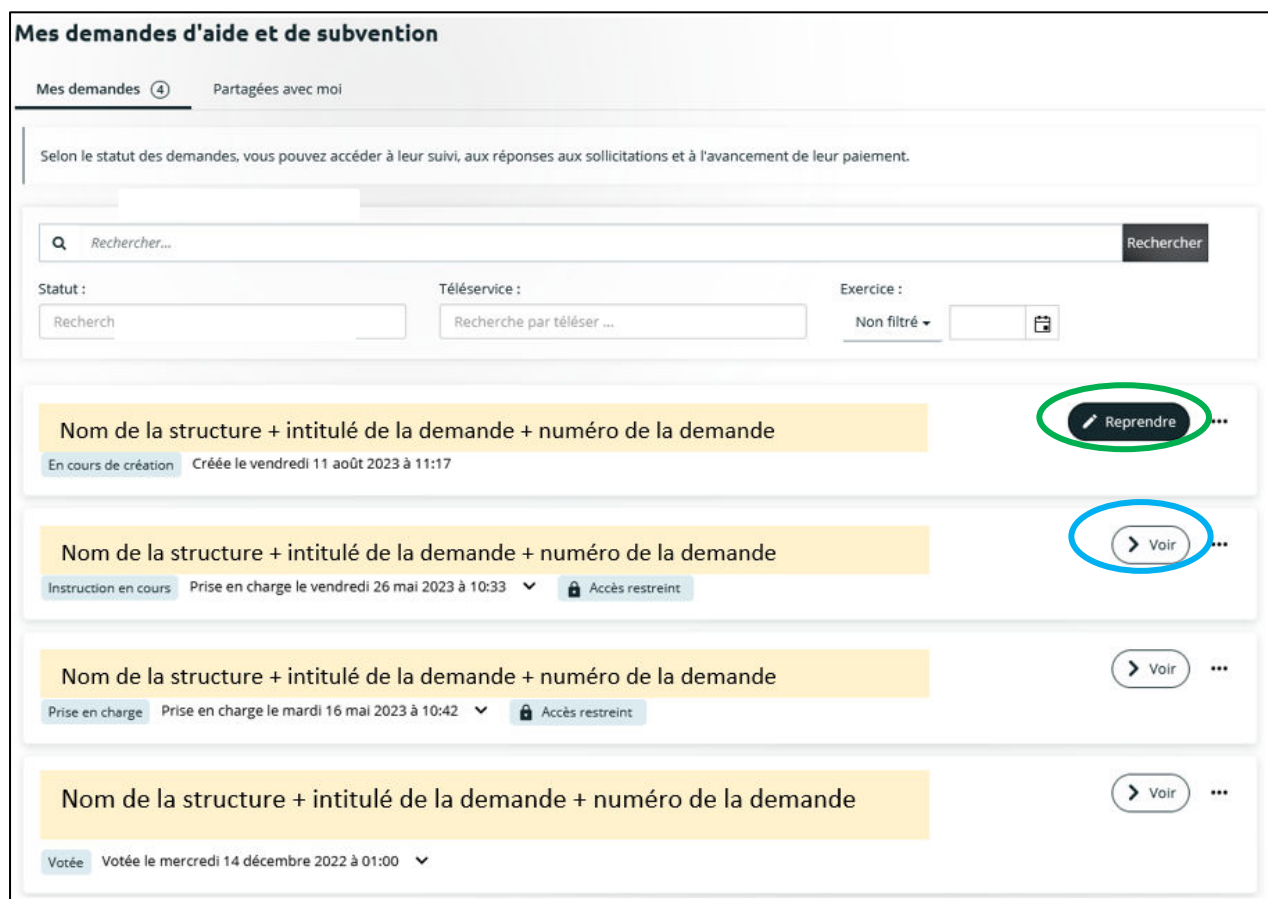 Mes demandes d'aide et de subvention
Mes demandes 4 Partagées avec moi
Selon le statut des demandes, vous pouvez accéder à leur suivi, aux réponses aux sollicitations et à l'avancement de leur paiement.
Rechercher... Rechercher
Statut : Téléservice : Exercice :
Recherch Recherche par téléser ... Non filtré
Nom de la structure + intitulé de la demande + numéro de la demande Reprendre ...
En cours de création Créée le vendredi 11 août 2023 à 11:17
Nom de la structure + intitulé de la demande + numéro de la demande Voir ...
Instruction en cours Prise en charge le vendredi 26 mai 2023 à 10:33 Accès restreint
Nom de la structure + intitulé de la demande + numéro de la demande Voir ...
Prise en charge Prise en charge le mardi 16 mai 2023 à 10:42 Accès restreint
Nom de la structure + intitulé de la demande + numéro de la demande Voir ...
Votée Votée le mercredi 14 décembre 2022 à 01:00